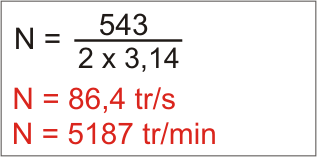 N = 543 / 2 x 3,14
N = 86,4 tr/s
N = 5187 tr/min